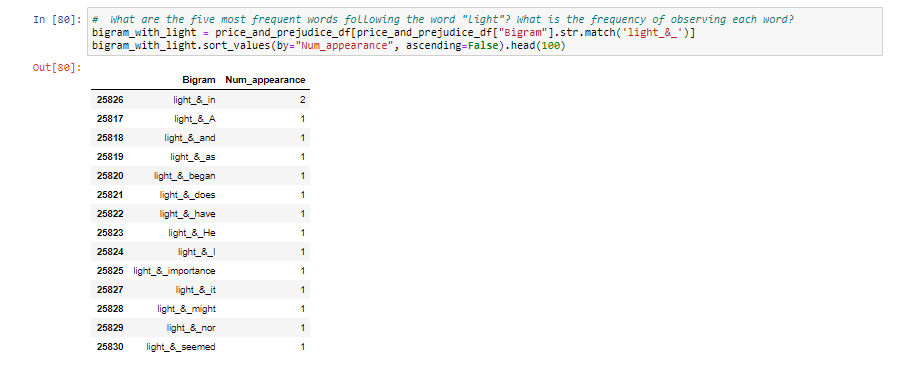 In [80]: # What are the five most frequent words following the word "light"? What is the frequency of observing each word?
bigram_with_light = price_and_prejudice_df[price_and_prejudice_df["Bigram"].str.match('light_&_')]
bigram_with_light.sort_values(by="Num_appearance", ascending=False).head(100)
Out[80]:
Bigram Num_appearance
25826 light_&_in 2
25817 light_&_A 1
25818 light_&_and 1
25819 light_&_as 1
25820 light_&_began 1
25821 light_&_does 1
25822 light_&_have 1
25823 light_&_He 1
25824 light_&_I 1
25825 light_&_importance 1
25827 light_&_it 1
25828 light_&_might 1
25829 light_&_nor 1
25830 light_&_seemed 1